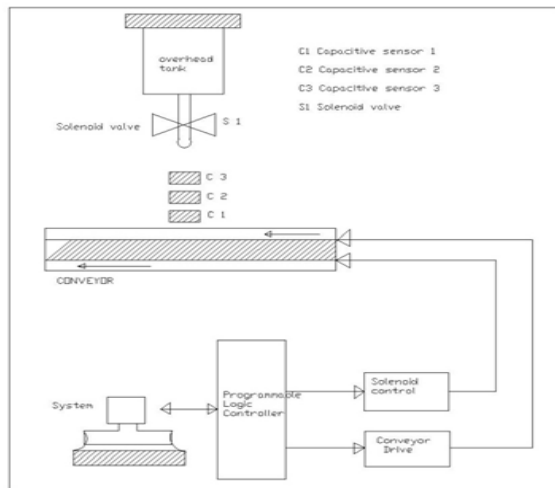 overhead
tank
C1 Capacitive sensor 1
C2 Capacitive sensor 2
C3 Capacitive sensor 3
S1 Solenoid valve
Solenoid valve
S 1
C 3
C 2
C 1
CONVEYOR
System
Programmable
Logic
Controller
Solenoid
control
Conveyor
Drive